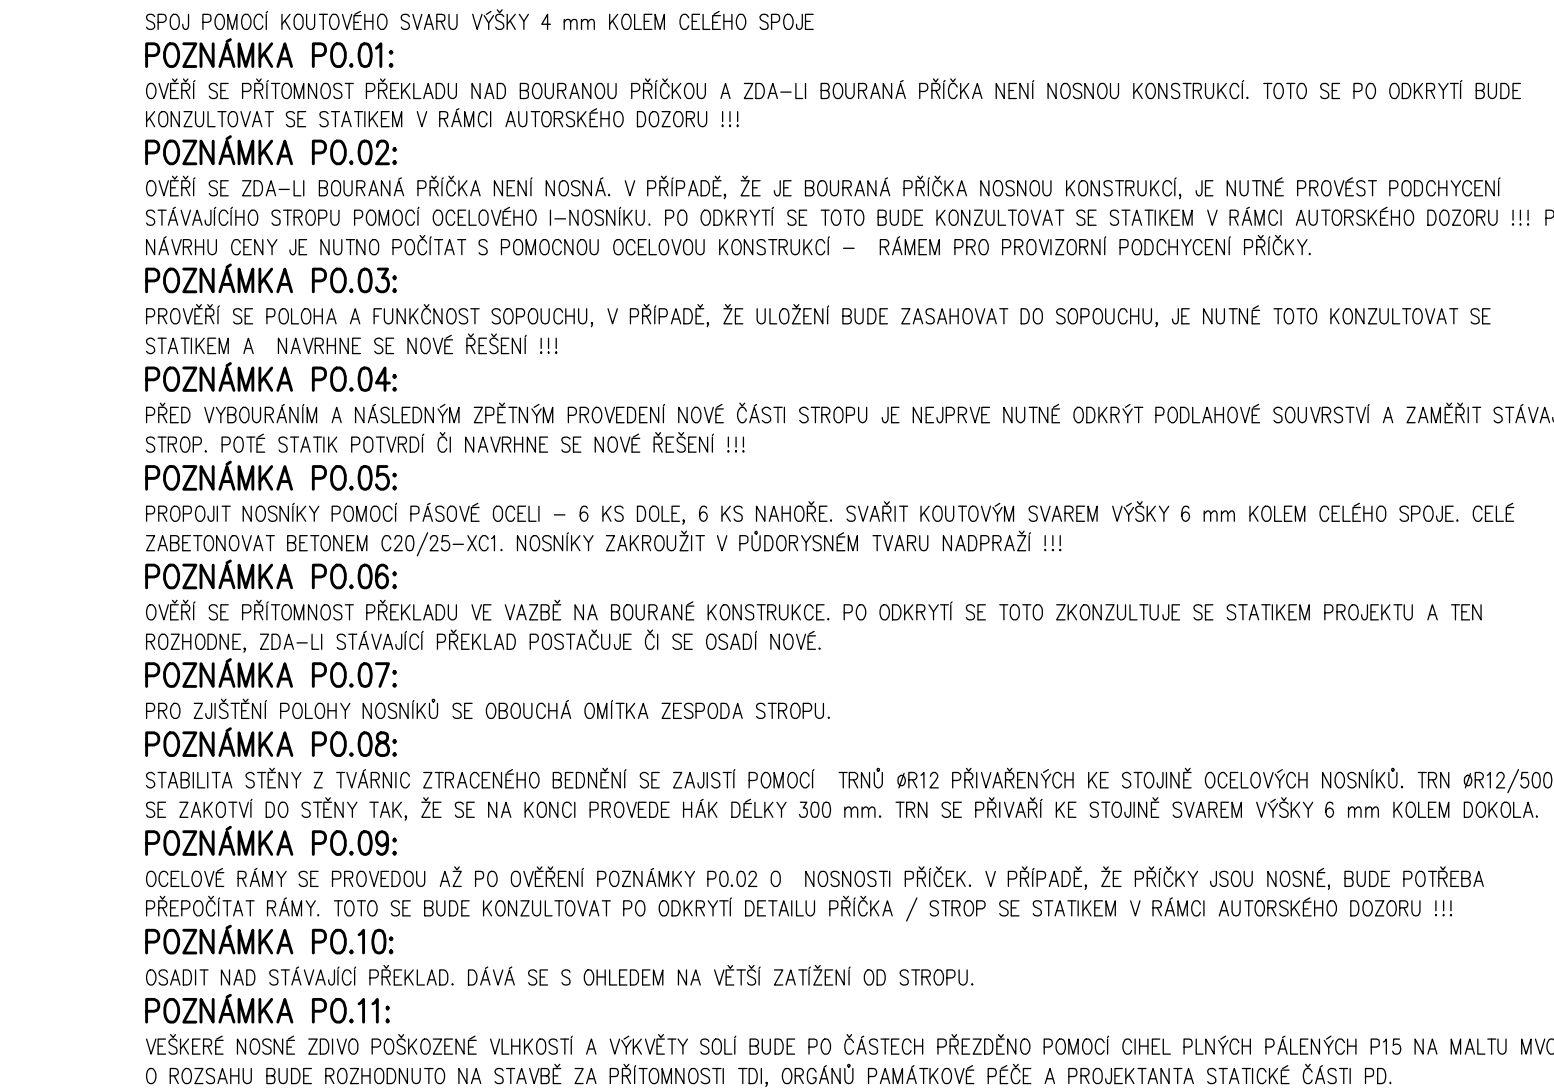 SPOJ POMOCÍ KOUTOVÉHO SVARU VÝŠKY 4 mm KOLEM CELÉHO SPOJE
POZNÁMKA PO.01:
OVĚŘÍ SE PŘÍTOMNOST PŘEKLADU NAD BOURANOU PŘÍČKOU A ZDA-LI BOURANÁ PŘÍČKA NENÍ NOSNOU KONSTRUKCÍ. TOTO SE PO ODKRYTÍ BUDE
KONZULTOVAT SE STATIKEM V RÁMCI AUTORSKÉHO DOZORU !!!
POZNÁMKA PO.02:
OVĚŘÍ SE ZDA-LI BOURANÁ PŘÍČKA NENÍ NOSNÁ. V PŘÍPADĚ, ŽE JE BOURANÁ PŘÍČKA NOSNOU KONSTRUKCÍ, JE NUTNÉ PROVÉST PODCHYCENÍ
STÁVAJÍCÍHO STROPU POMOCÍ OCELOVÉHO I-NOSNÍKU. PO ODKRYTÍ SE TOTO BUDE KONZULTOVAT SE STATIKEM V RÁMCI AUTORSKÉHO DOZORU !!!
NÁVRHU CENY JE NUTNO POČÍTAT S POMOCNOU OCELOVOU KONSTRUKCÍ - RÁMEM PRO PROVIZORNÍ PODCHYCENÍ PŘÍČKY.
POZNÁMKA PO.03:
PROVĚŘÍ SE POLOHA A FUNKČNOST SOPOUCHU, V PŘÍPADĚ, ŽE ULOŽENÍ BUDE ZASAHOVAT DO SOPOUCHU, JE NUTNÉ TOTO KONZULTOVAT SE
STATIKEM A NAVRHNE SE NOVÉ ŘEŠENÍ !!!
POZNÁMKA PO.04:
PŘED VYBOURÁNÍM A NÁSLEDNÝM ZPĚTNÝM PROVEDENÍ NOVÉ ČÁSTI STROPU JE NEJPRVE NUTNÉ ODKRÝT PODLAHOVÉ SOUVRSTVÍ A ZAMĚŘIT
STROP. POTÉ STATIK POTVRDÍ ČI NAVRHNE SE NOVÉ ŘEŠENÍ !!!
POZNÁMKA PO.05:
PROPOJIT NOSNÍKY POMOCÍ PÁSOVÉ OCELI - 6 KS DOLE, 6 KS NAHOŘE. SVAŘIT KOUTOVÝM SVAREM VÝŠKY 6 mm KOLEM CELÉHO SPOJE. CELÉ
ZABETONOVAT BETONEM C20/25-XC1. NOSNÍKY ZAKROUŽIT V PŮDORYSNÉM TVARU NADPRAŽÍ !!!
POZNÁMKA PO.06:
OVĚŘÍ SE PŘÍTOMNOST PŘEKLADU VE VAZBĚ NA BOURANÉ KONSTRUKCE. PO ODKRYTÍ SE TOTO ZKONZULTUJE SE STATIKEM PROJEKTU A TEN
ROZHODNE, ZDA-LI STÁVAJÍCÍ PŘEKLAD POSTAČUJE ČI SE OSADÍ NOVÉ.
POZNÁMKA PO.07:
PRO ZJIŠTĚNÍ POLOHY NOSNÍKŮ SE OBOUCHÁ OMÍTKA ZESPODA STROPU.
POZNÁMKA PO.08:
STABILITA STĚNY Z TVÁRNIC ZTRACENÉHO BEDNĚNÍ SE ZAJISTÍ POMOCÍ TRNŮ øR12 PŘIVAŘENÝCH KE STOJINĚ OCELOVÝCH NOSNÍKŮ. TRN øR12/500
SE ZAKOTVÍ DO STĚNY TAK, ŽE SE NA KONCI PROVEDE HÁK DÉLKY 300 mm. TRN SE PŘIVAŘÍ KE STOJINĚ SVAREM VÝŠKY 6 mm KOLEM DOKOLA.
POZNÁMKA PO.09:
OCELOVÉ RÁMY SE PROVEDOU AŽ PO OVĚŘENÍ POZNÁMKY PO.02 O NOSNOSTI PŘÍČEK. V PŘÍPADĚ, ŽE PŘÍČKY JSOU NOSNÉ, BUDE POTŘEBA
PŘEPOČÍTAT RÁMY. TOTO SE BUDE KONZULTOVAT PO ODKRYTÍ DETAILU PŘÍČKA / STROP SE STATIKEM V RÁMCI AUTORSKÉHO DOZORU !!!
POZNÁMKA PO.10:
OSADIT NAD STÁVAJÍCÍ PŘEKLAD. DÁVÁ SE S OHLEDEM NA VĚTŠÍ ZATÍŽENÍ OD STROPU.
POZNÁMKA PO.11:
VEŠKERÉ NOSNÉ ZDIVO POŠKOZENÉ VLHKOSTÍ A VÝKVĚTY SOLÍ BUDE PO ČÁSTECH PŘEZDĚNO POMOCÍ CIHEL PLNÝCH PÁLENÝCH P15 NA MALTU
O ROZSAHU BUDE ROZHODNUTO NA STAVBĚ ZA PŘÍTOMNOSTI TDI, ORGÁNŮ PAMÁTKOVÉ PÉČE A PROJEKTANTA STATICKÉ ČÁSTI PD.